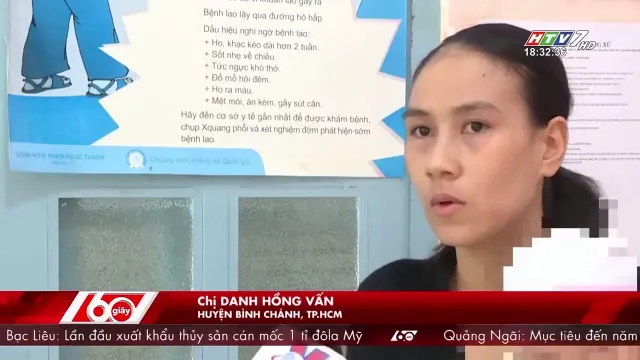 Bệnh lao lây qua đường hô hấp.
Dấu hiệu nghi ngờ bệnh lao:
+ Ho, khạc kéo dài hơn 2 tuần.
+ Sốt nhẹ về chiều.
+ Tức ngực khó thở.
+ Đổ mồ hôi đêm.
+ Ho ra máu.
+ Mệt mỏi, ăn kém, gầy sút cân.
Hãy đến cơ sở y tế gần nhất để được khám bệnh,
chụp Xquang phổi và xét nghiệm đờm phát hiện sớm
bệnh lao.
HTV7 HD
18:32:36
60 giây
Chị DANH HỒNG VẤN
HUYỆN BÌNH CHÁNH, TP.HCM
Bạc Liêu: Lần đầu xuất khẩu thủy sản cán mốc 1 tỉ đôla Mỹ
60
Quảng Ngãi: Mục tiêu đến năm